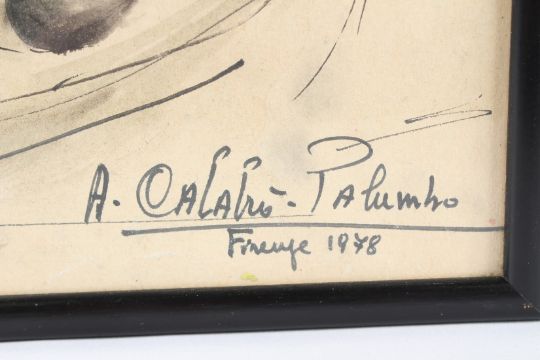 A. Calabrò-Palumbo
Firenze 1978